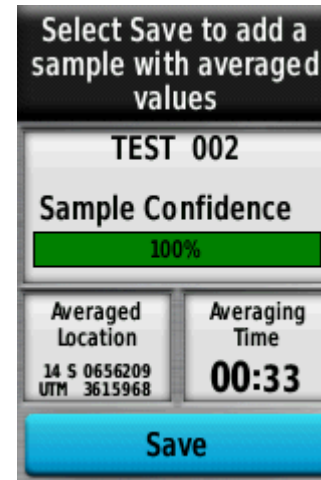 Select Save to add a
sample with averaged
values
TEST 002
Sample Confidence
100%
Averaged
Location
14 S 0656209
UTM 3615968
Averaging
Time
00:33
Save